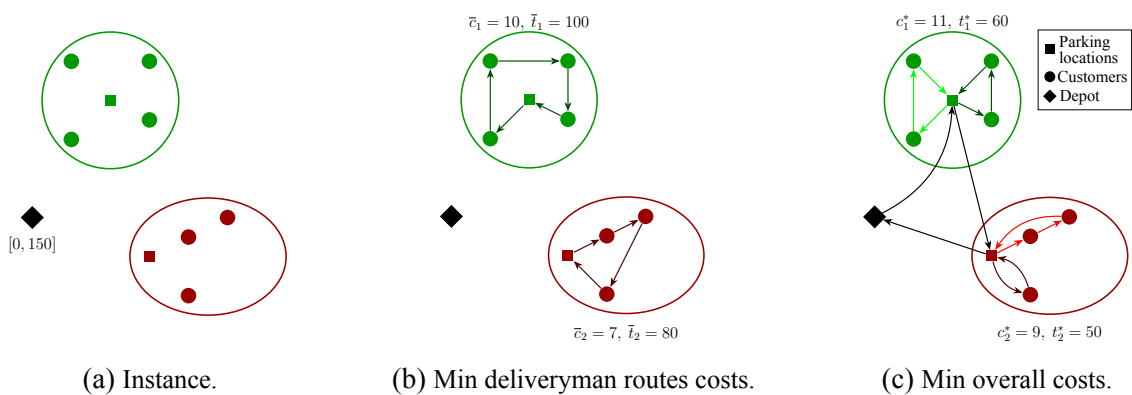 c̅₁ = 10, t̅₁ = 100
c₁* = 11, t₁* = 60
Parking
locations
Customers
Depot
[0, 150]
c̅₂ = 7, t̅₂ = 80
c₂* = 9, t₂* = 50
(a) Instance.
(b) Min deliveryman routes costs.
(c) Min overall costs.